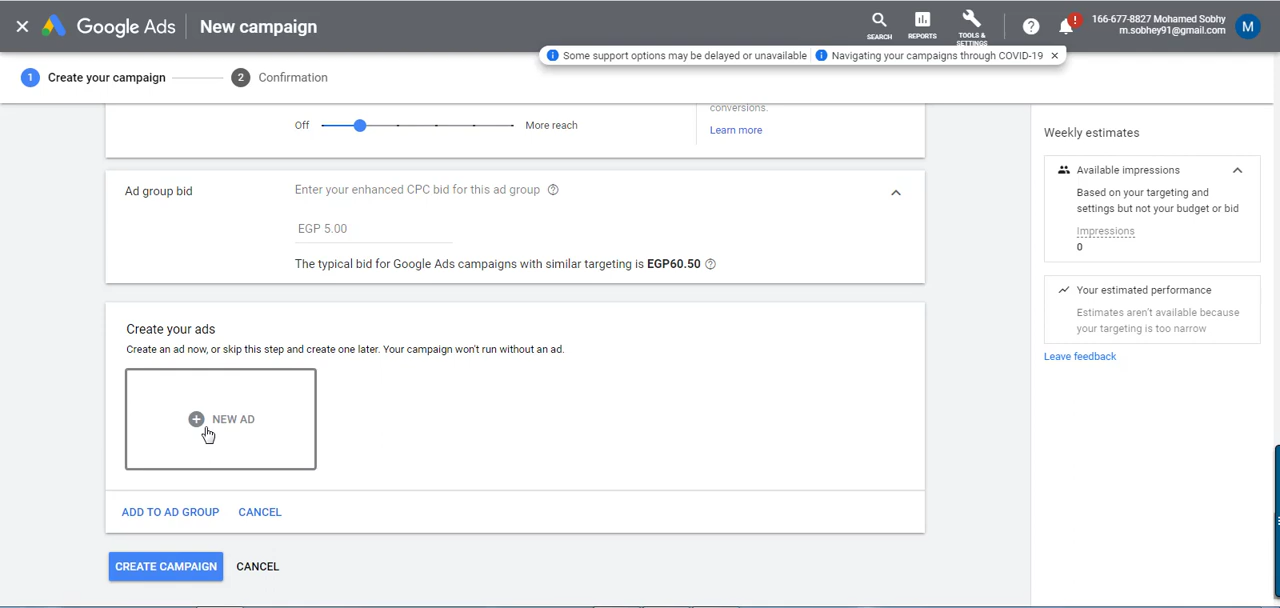 Google Ads
New campaign
SEARCH
REPORTS
TOOLS &
SETTINGS
?
!
166-677-8827 Mohamed Sobhy
m.sobhey91@gmail.com
M
Some support options may be delayed or unavailable
Navigating your campaigns through COVID-19
1 Create your campaign
2 Confirmation
conversions.
Off
More reach
Learn more
Ad group bid
Enter your enhanced CPC bid for this ad group
EGP 5.00
The typical bid for Google Ads campaigns with similar targeting is EGP60.50
Create your ads
Create an ad now, or skip this step and create one later. Your campaign won't run without an ad.
NEW AD
ADD TO AD GROUP
CANCEL
CREATE CAMPAIGN
CANCEL
Weekly estimates
Available impressions
Based on your targeting and
settings but not your budget or bid
Impressions
0
Your estimated performance
Estimates aren't available because
your targeting is too narrow
Leave feedback